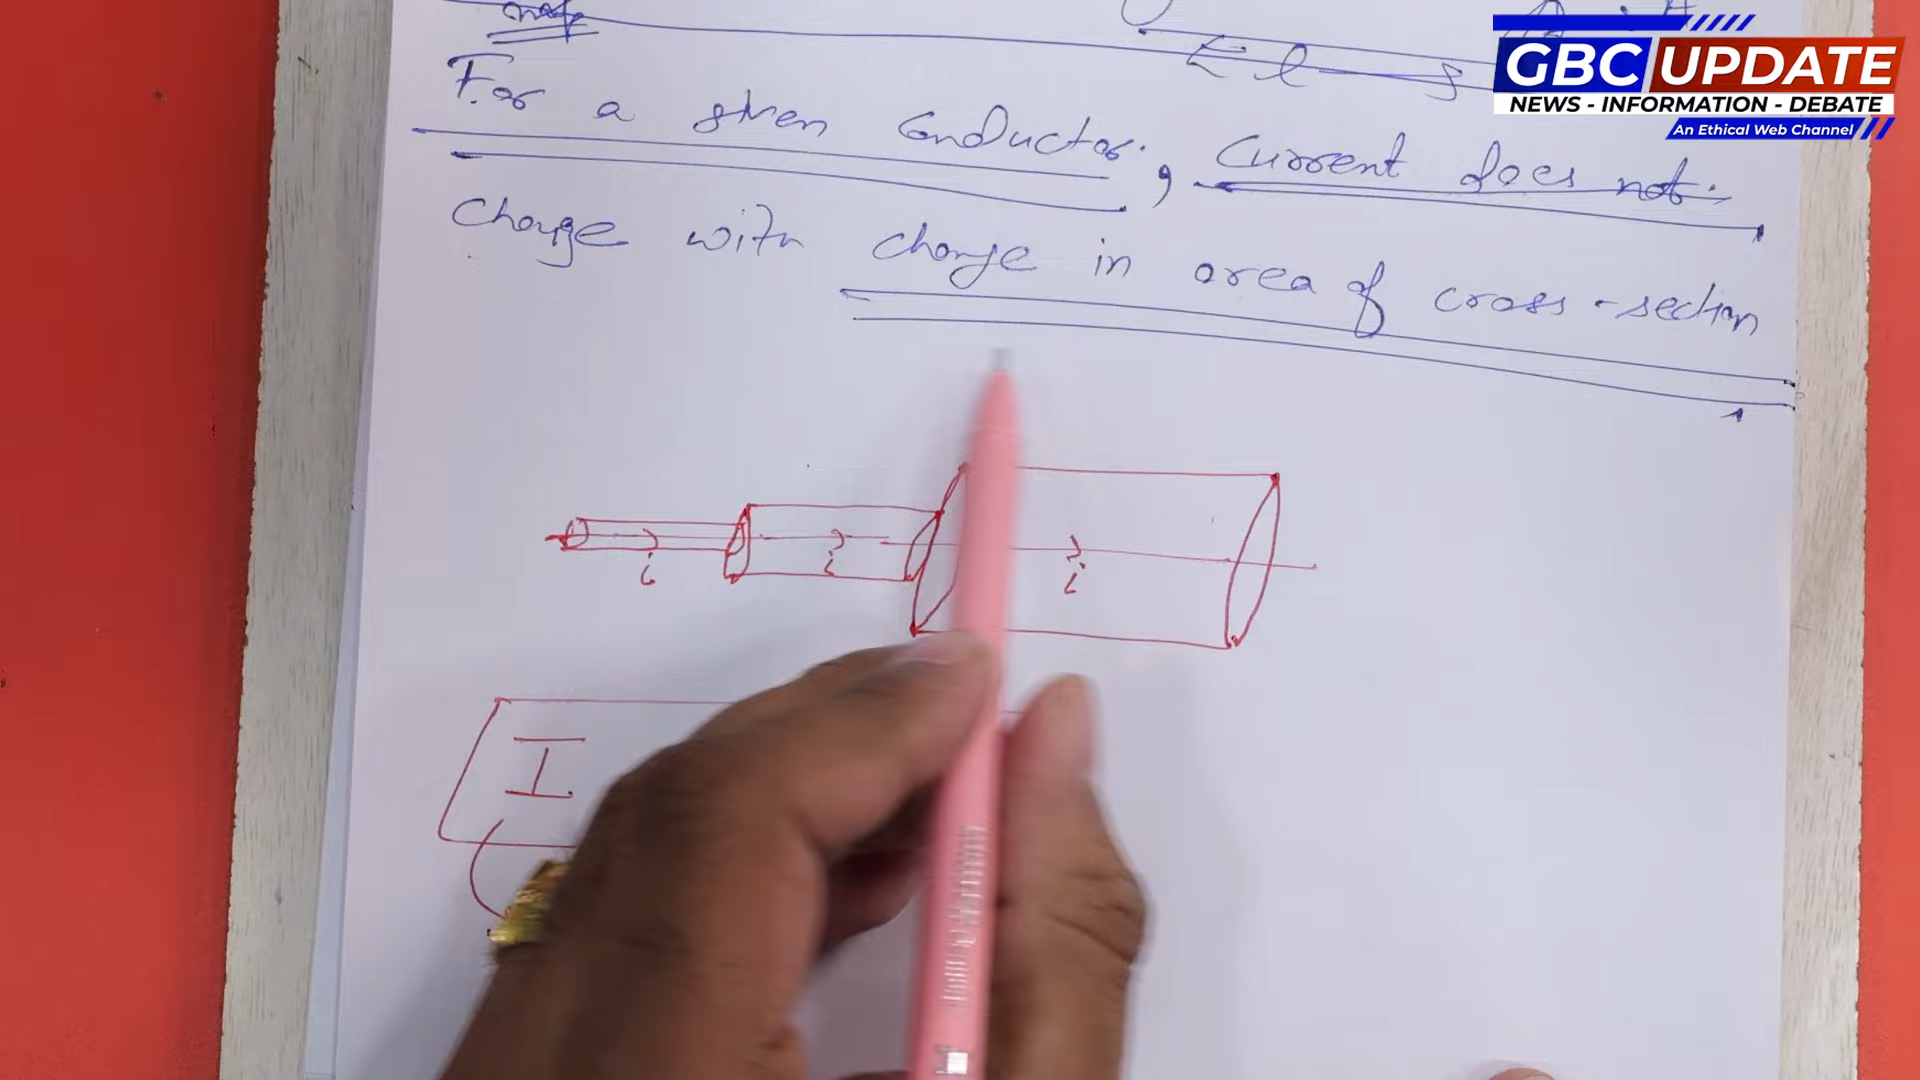 Note
l
GBC UPDATE
NEWS - INFORMATION - DEBATE
An Ethical Web Channel
For a given Conductor, Current does not
change with change in area of cross-section
i i i
I